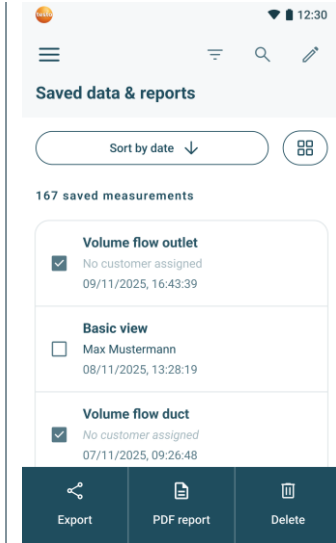 12:30
Saved data & reports
Sort by date
167 saved measurements
Volume flow outlet
No customer assigned
09/11/2025, 16:43:39
Basic view
Max Mustermann
08/11/2025, 13:28:19
Volume flow duct
No customer assigned
07/11/2025, 09:26:48
Export PDF report Delete